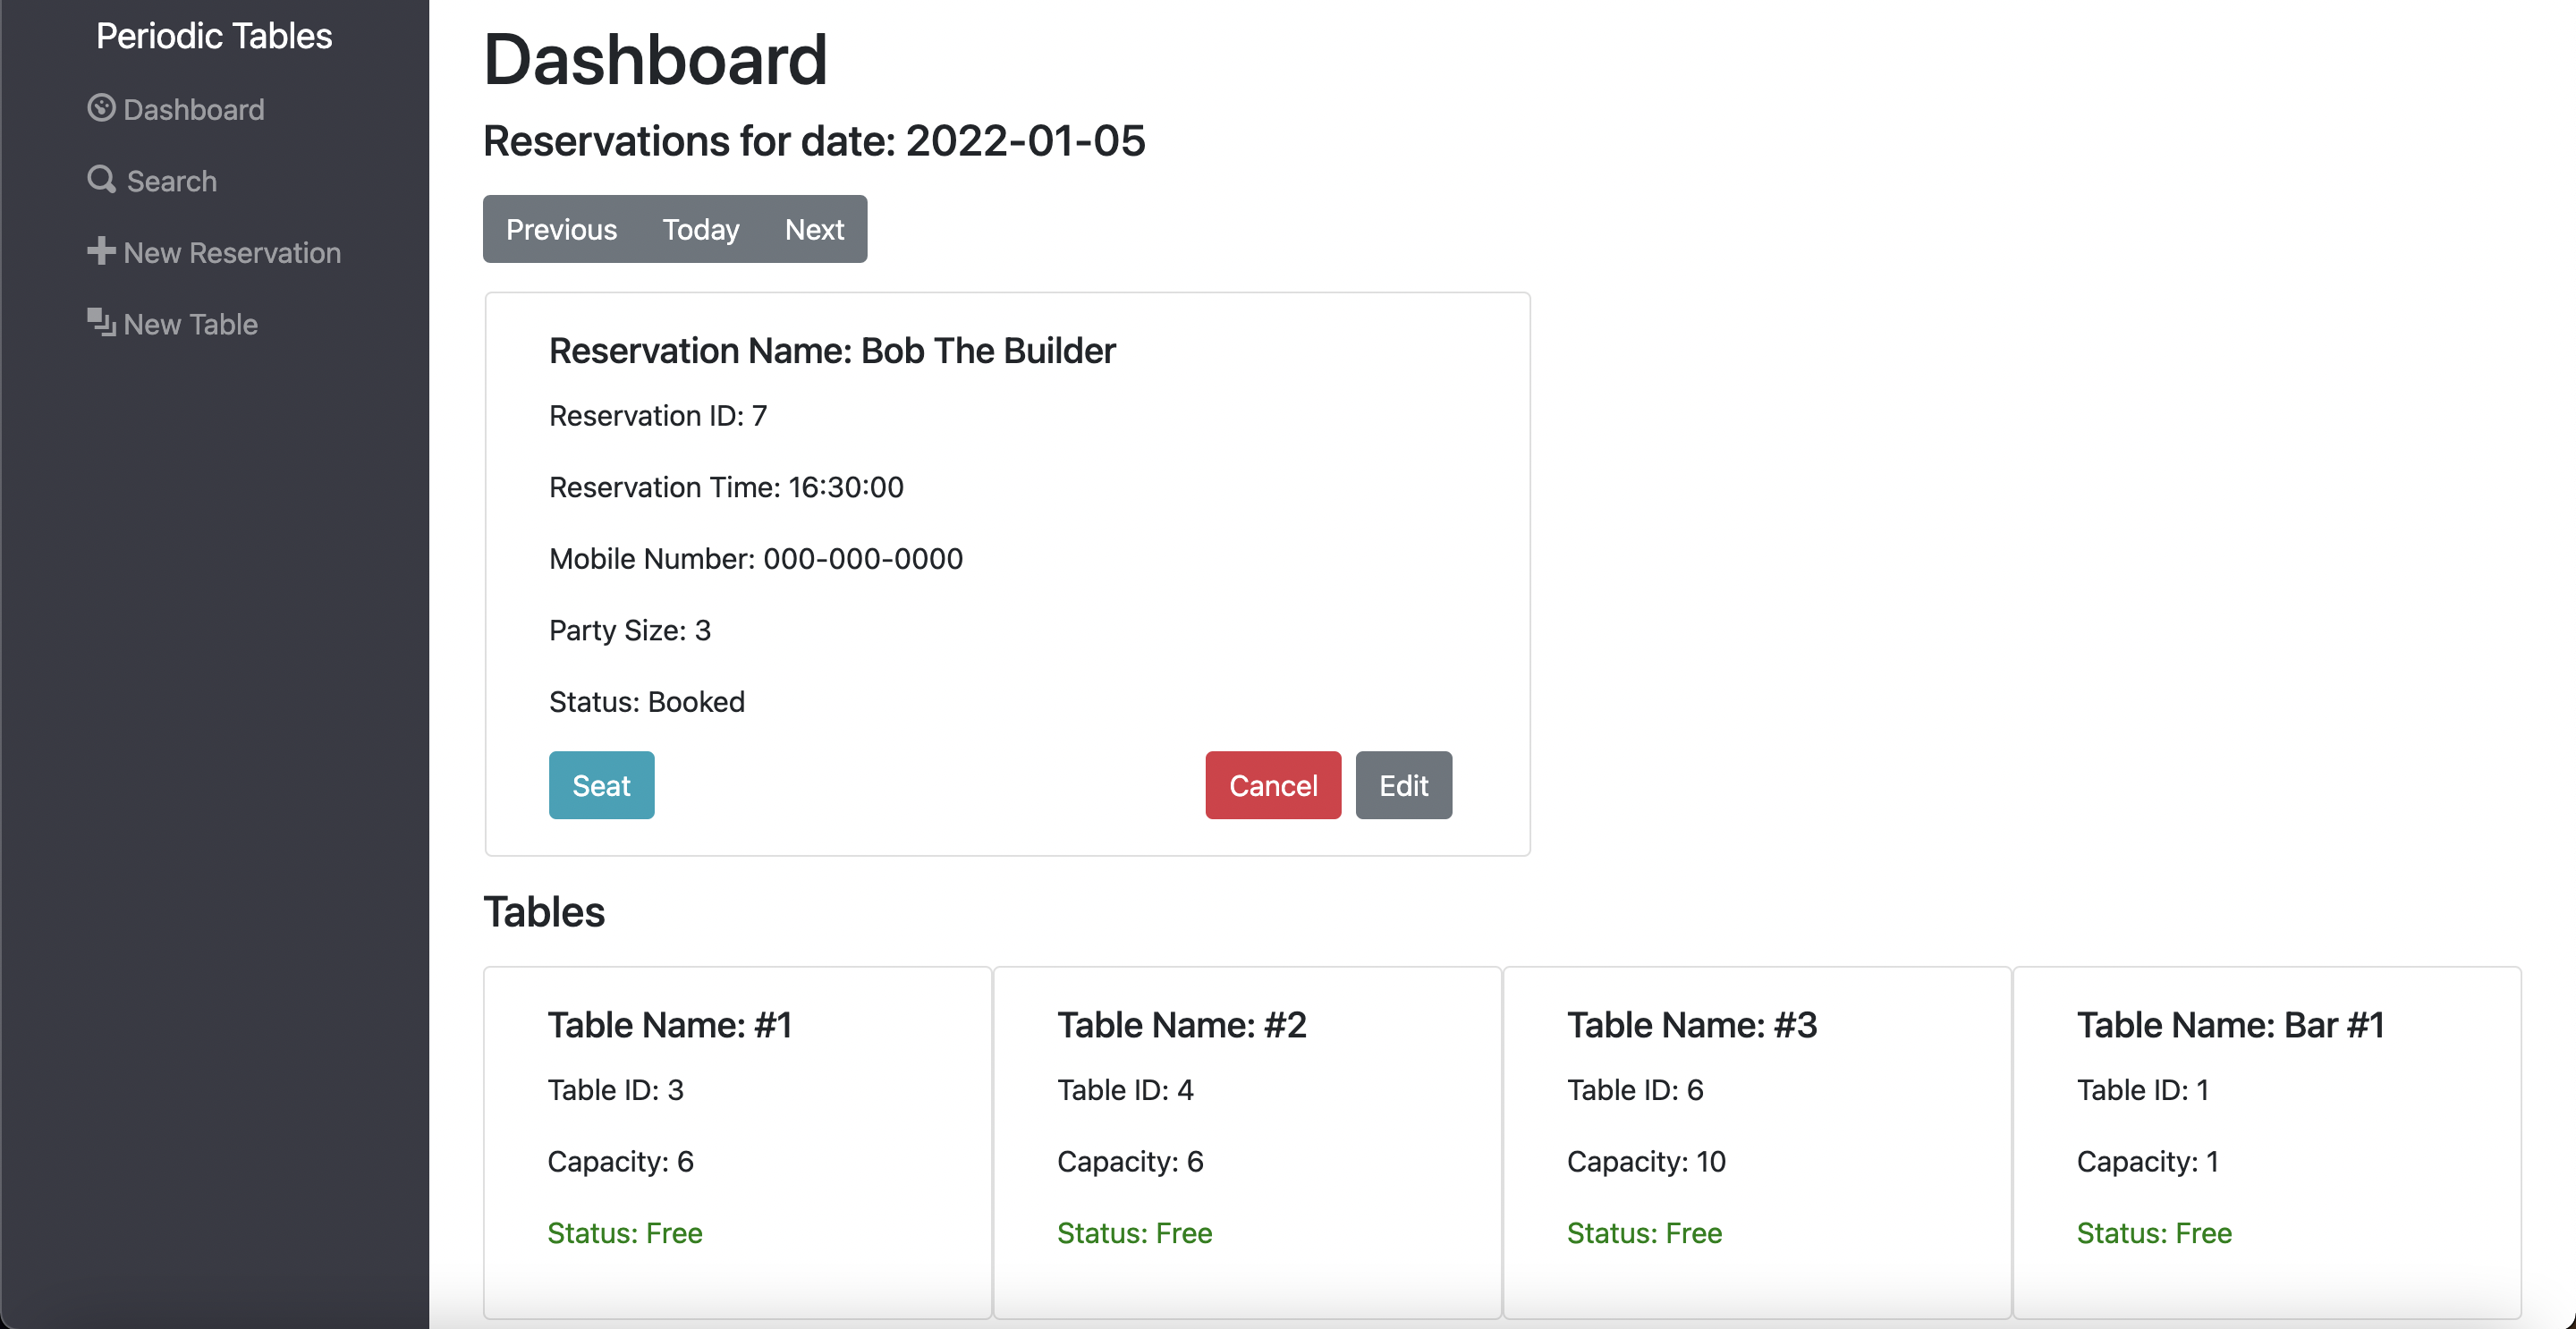 Periodic Tables
Dashboard
Search
New Reservation
New Table
Dashboard
Reservations for date: 2022-01-05
Previous Today Next
Reservation Name: Bob The Builder
Reservation ID: 7
Reservation Time: 16:30:00
Mobile Number: 000-000-0000
Party Size: 3
Status: Booked
Seat Cancel Edit
Tables
Table Name: #1
Table ID: 3
Capacity: 6
Status: Free
Table Name: #2
Table ID: 4
Capacity: 6
Status: Free
Table Name: #3
Table ID: 6
Capacity: 10
Status: Free
Table Name: Bar #1
Table ID: 1
Capacity: 1
Status: Free